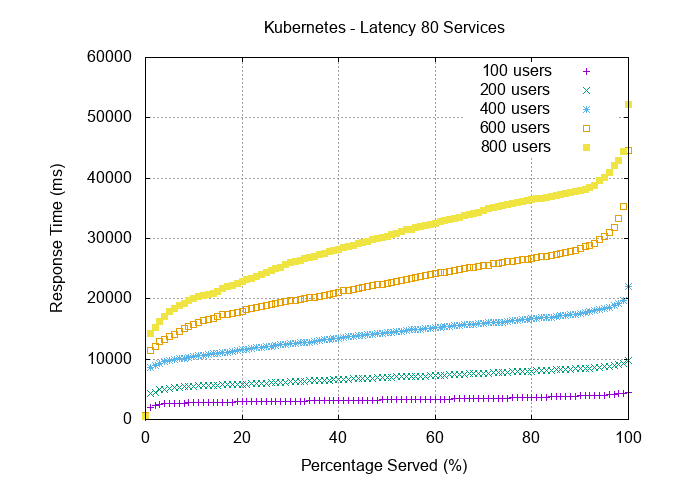 Kubernetes - Latency 80 Services
60000
50000
40000
30000
20000
10000
0
0 20 40 60 80 100
Response Time (ms)
Percentage Served (%)
100 users
200 users
400 users
600 users
800 users